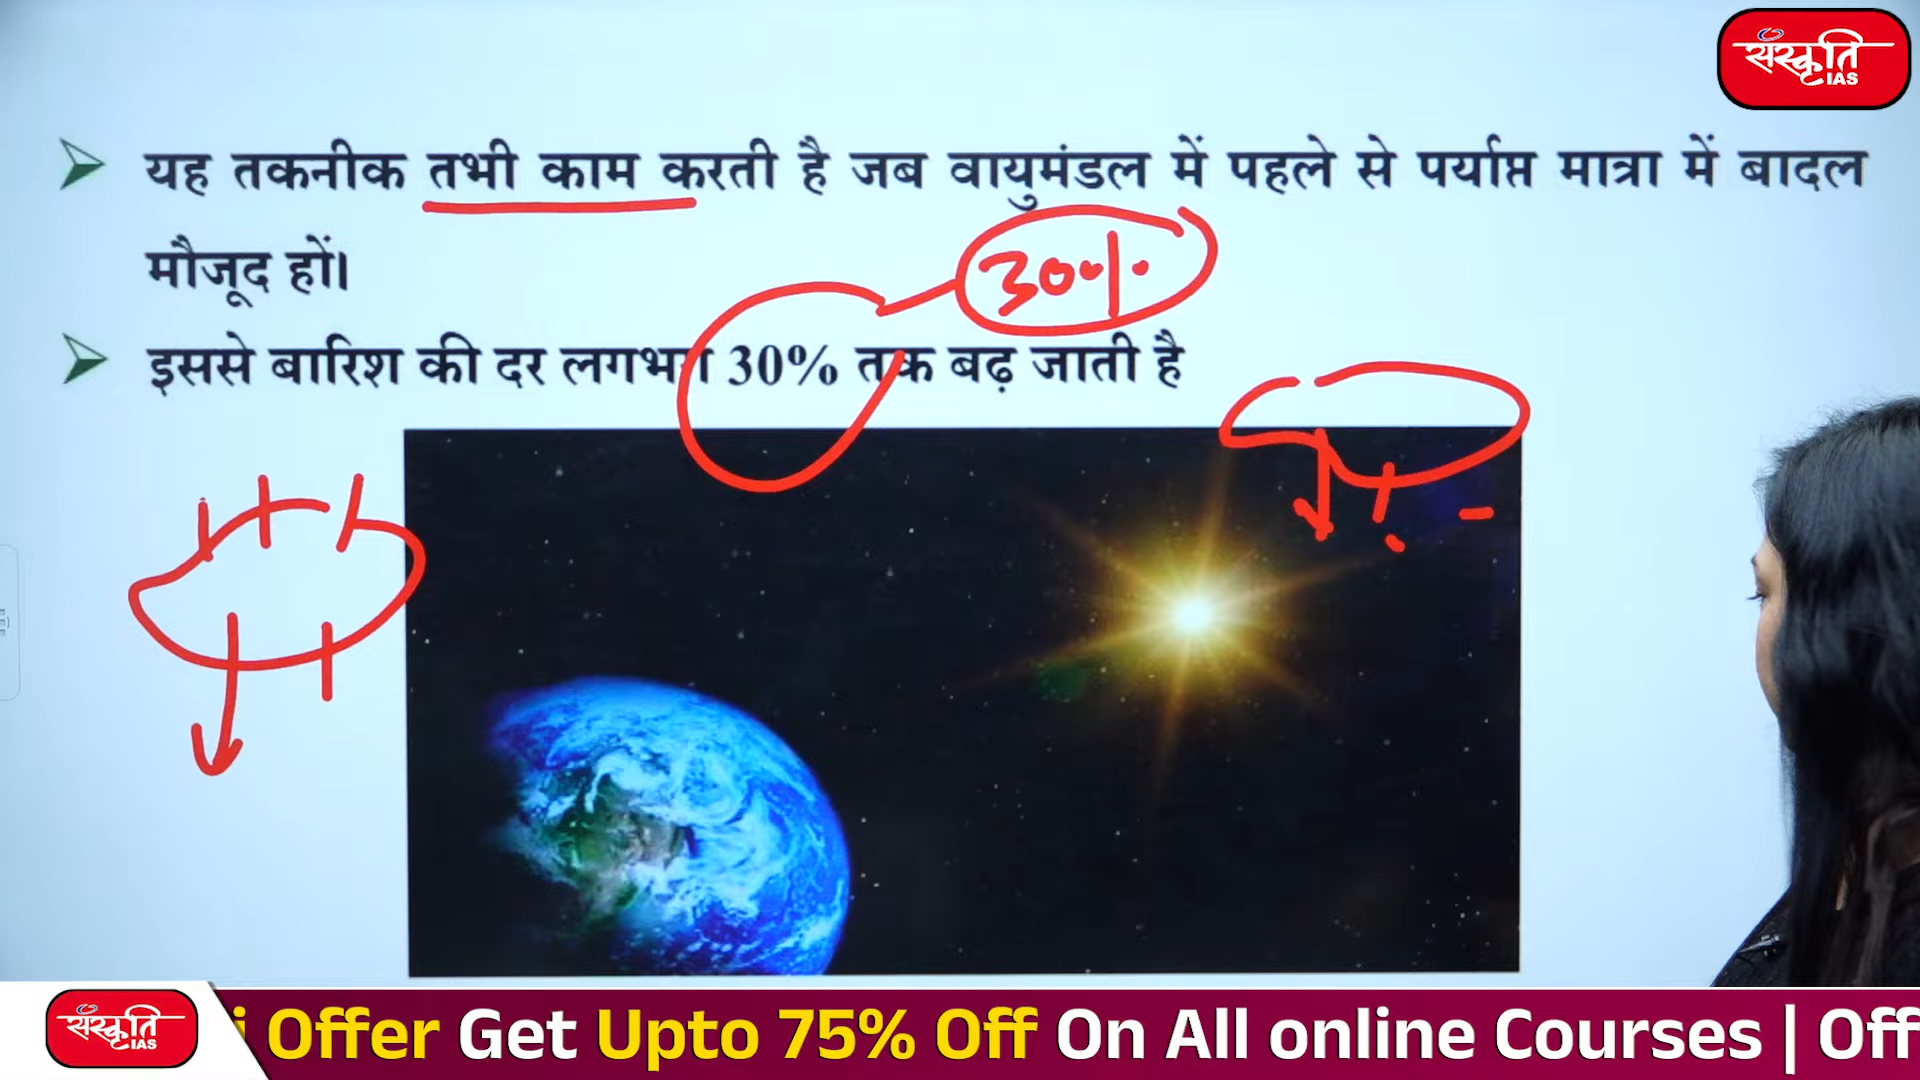 संस्कृति
IAS
यह तकनीक तभी काम करती है जब वायुमंडल में पहले से पर्याप्त मात्रा में बादल
मौजूद हों।
30%
इससे बारिश की दर लगभग 30% तक बढ़ जाती है
संस्कृति
IAS
i Offer Get Upto 75% Off On All online Courses | Off